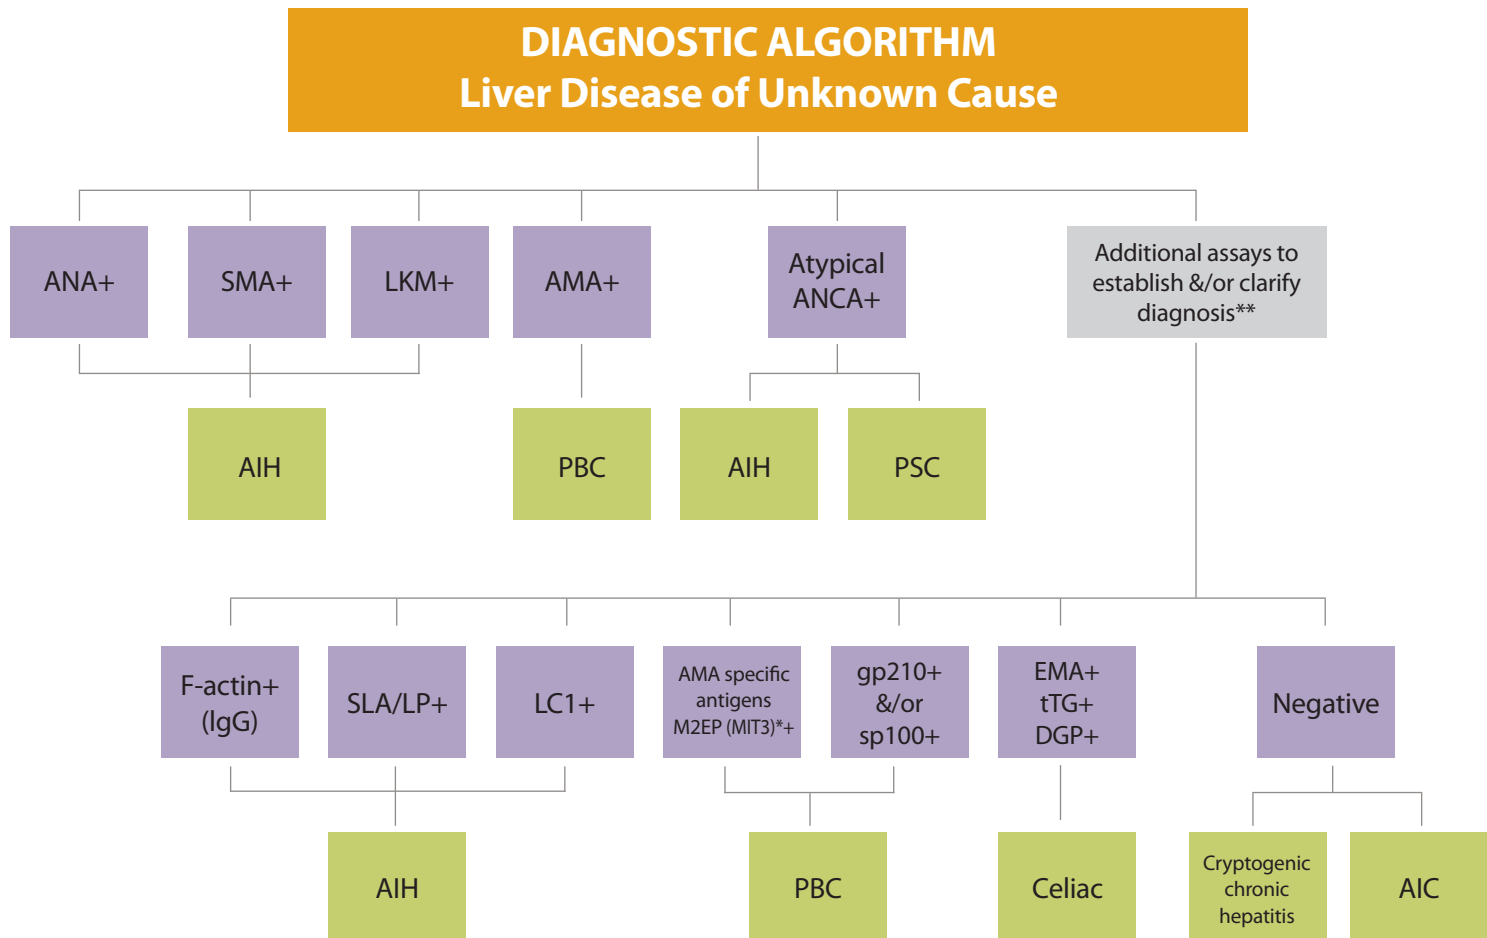 DIAGNOSTIC ALGORITHM
Liver Disease of Unknown Cause
ANA+
SMA+
LKM+
AMA+
Atypical
ANCA+
Additional assays to
establish &/or clarify
diagnosis**
AIH
PBC
AIH
PSC
F-actin+
(IgG)
SLA/LP+
LC1+
AMA specific
antigens
M2EP (MIT3)*+
gp210+
&/or
sp100+
EMA+
tTG+
DGP+
Negative
AIH
PBC
Celiac
Cryptogenic
chronic
hepatitis
AIC